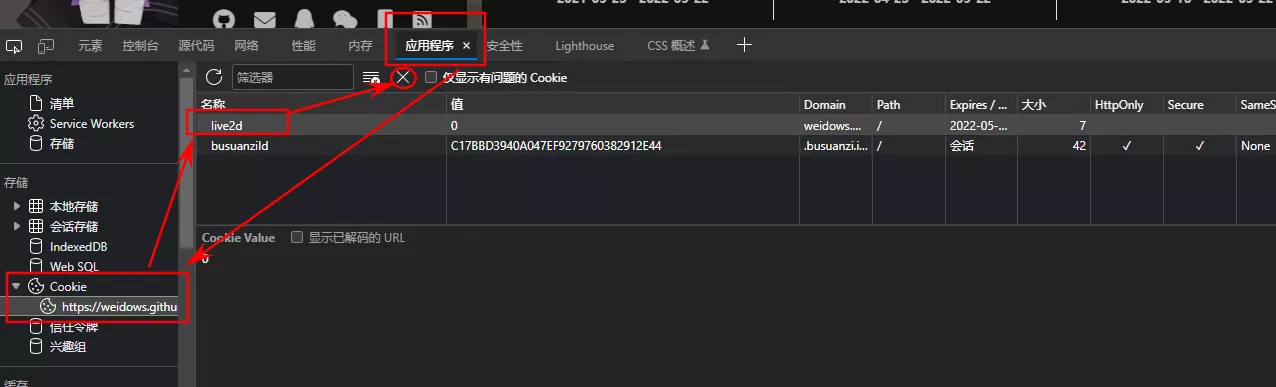 元素 控制台 源代码 网络 性能 内存 应用程序 × 安全性 Lighthouse CSS 概述
应用程序
清单
Service Workers
存储
存储
本地存储
会话存储
IndexedDB
Web SQL
Cookie
https://weidows.githu
信任令牌
兴趣组
缓存
筛选器 仅显示有问题的 Cookie
名称 值 Domain Path Expires / ... 大小 HttpOnly Secure SameS
live2d 0 weidows.... / 2022-05-... 7
busuanziId C17BBD3940A047EF9279760382912E44 .busuanzi.i... / 会话 42 ✓ ✓ None
Cookie Value 显示已解码的 URL
0